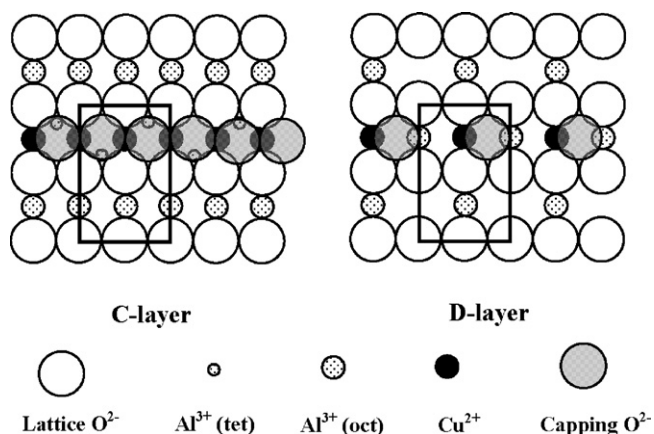 C-layer D-layer
Lattice O²⁻ Al³⁺ (tet) Al³⁺ (oct) Cu²⁺ Capping O²⁻